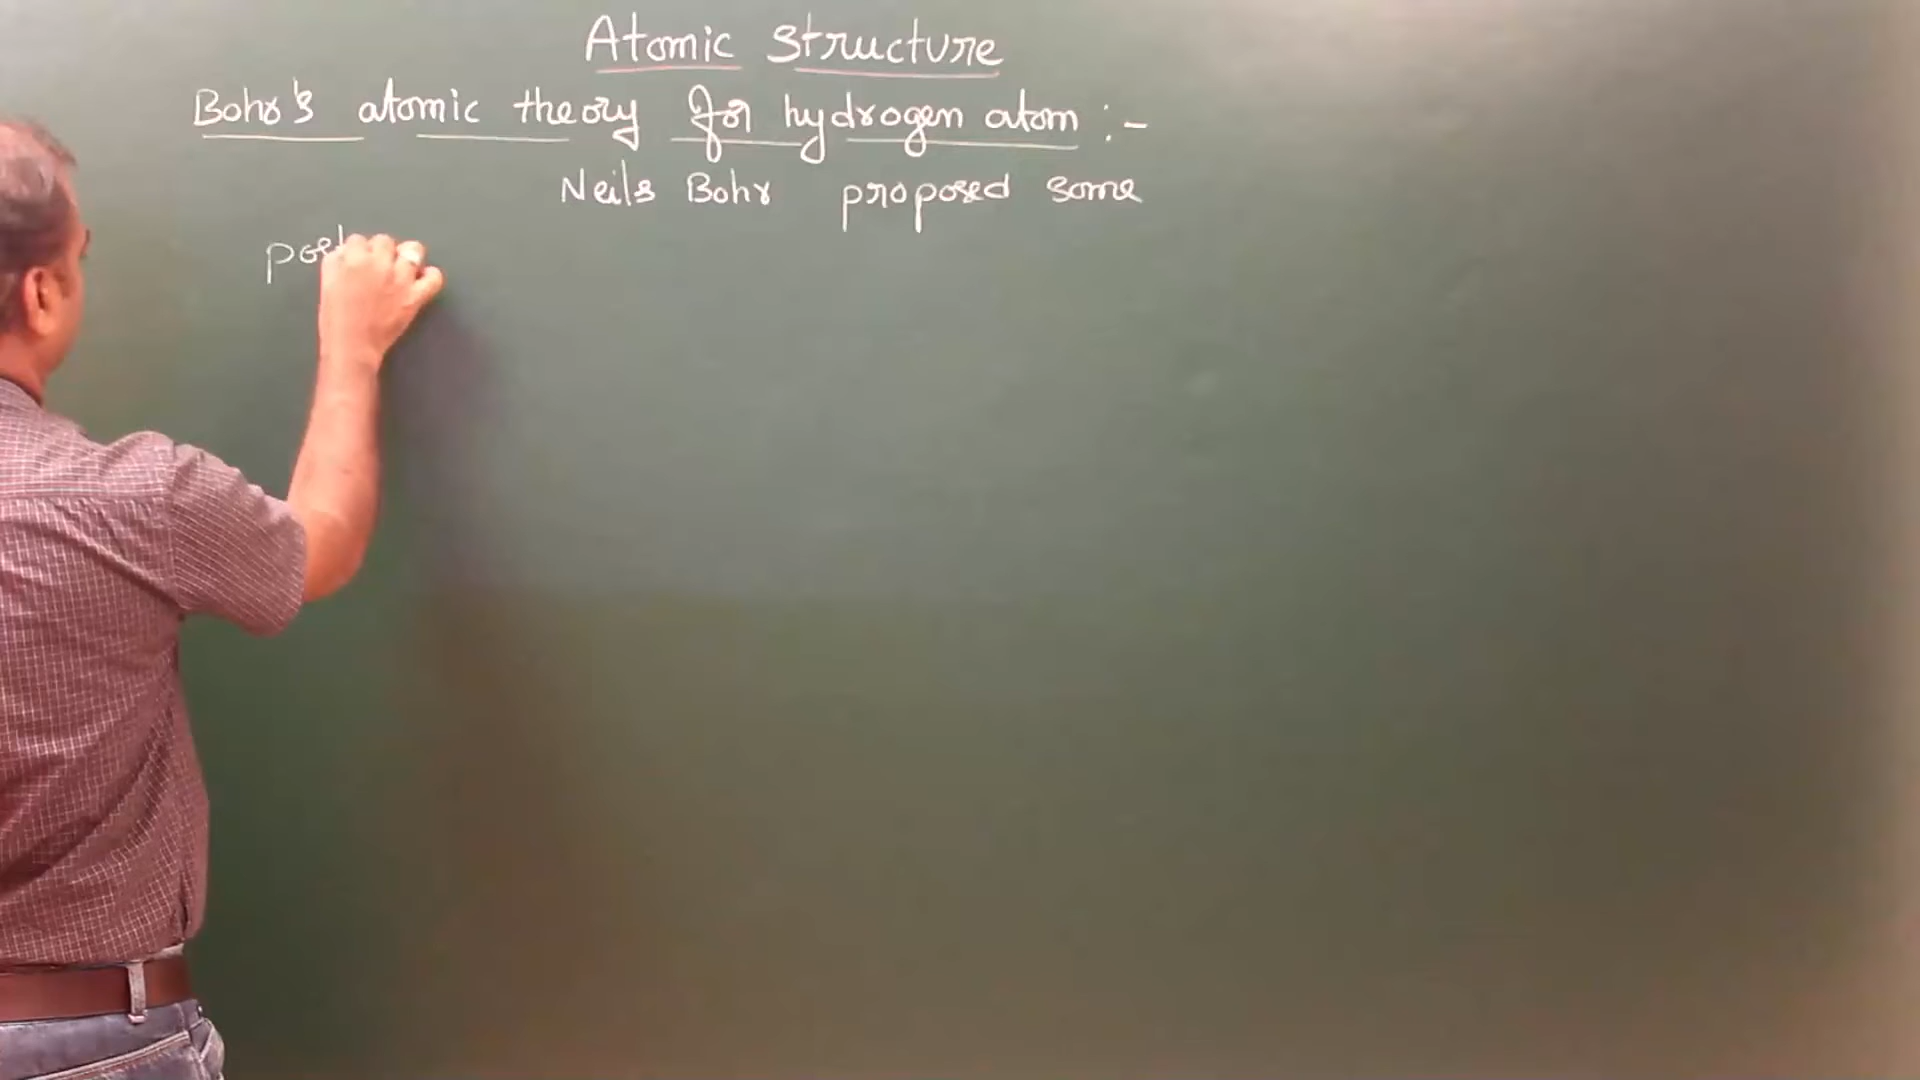 Atomic Structure
Bohr's atomic theory for hydrogen atom :-
Neils Bohr proposed some